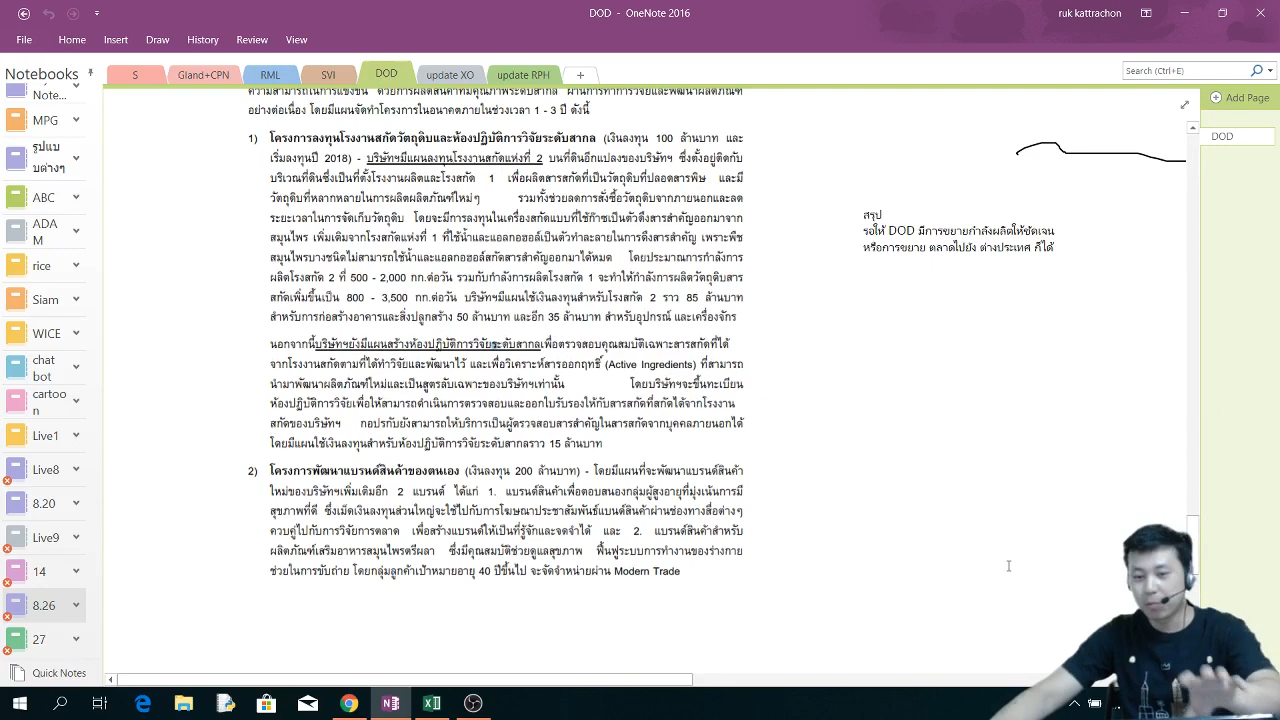 DOD - OneNote 2016
ruk kattrachon
File Home Insert Draw History Review View
Notebooks
S Gland+CPN RML SVI DOD update XO update RPH
Search (Ctrl+E)
Add Page
DOD
Note...
MPG
รูปแบบต่างๆ
ABC
ADAM
rice
Siam
WICE
chat bot
cartoon
Live1
Live8
8.20
Live9
14
8.26
27
Quick Notes
ความสามารถในการแข่งขัน ด้วยการผลิตสินค้าที่มีคุณภาพระดับสากล ผ่านการทำการวิจัยและพัฒนาผลิตภัณฑ์
อย่างต่อเนื่อง โดยมีแผนจัดทำโครงการในอนาคตภายในช่วงเวลา 1 - 3 ปี ดังนี้
1) โครงการลงทุนโรงงานสกัดวัตถุดิบและห้องปฏิบัติการวิจัยระดับสากล (เงินลงทุน 100 ล้านบาท และ
เริ่มลงทุนปี 2018) - บริษัทฯมีแผนลงทุนโรงงานสกัดแห่งที่ 2 บนที่ดินอีกแปลงของบริษัทฯ ซึ่งตั้งอยู่ติดกับ
บริเวณที่ดินซึ่งเป็นที่ตั้งโรงงานผลิตและโรงสกัด 1 เพื่อผลิตสารสกัดที่เป็นวัตถุดิบที่ปลอดสารพิษ และมี
วัตถุดิบที่หลากหลายในการผลิตผลิตภัณฑ์ใหม่ๆ รวมทั้งช่วยลดการสั่งซื้อวัตถุดิบจากภายนอกและลด
ระยะเวลาในการจัดเก็บวัตถุดิบ โดยจะมีการลงทุนในเครื่องสกัดแบบที่ใช้ก๊าซเป็นตัวดึงสารสำคัญออกมาจาก
สมุนไพร เพิ่มเติมจากโรงสกัดแห่งที่ 1 ที่ใช้น้ำและแอลกอฮอล์เป็นตัวทำละลายในการดึงสารสำคัญ เพราะพืช
สมุนไพรบางชนิดไม่สามารถใช้น้ำและแอลกอฮอล์สกัดสารสำคัญออกมาได้หมด โดยประมาณการกำลังการ
ผลิตโรงสกัด 2 ที่ 500 - 2,000 กก.ต่อวัน รวมกับกำลังการผลิตโรงสกัด 1 จะทำให้กำลังการผลิตวัตถุดิบสาร
สกัดเพิ่มขึ้นเป็น 800 - 3,500 กก.ต่อวัน บริษัทฯมีแผนใช้เงินลงทุนสำหรับโรงสกัด 2 ราว 85 ล้านบาท
สำหรับการก่อสร้างอาคารและสิ่งปลูกสร้าง 50 ล้านบาท และอีก 35 ล้านบาท สำหรับอุปกรณ์ และเครื่องจักร
นอกจากนี้บริษัทฯยังมีแผนสร้างห้องปฏิบัติการวิจัยระดับสากลเพื่อตรวจสอบคุณสมบัติเฉพาะสารสกัดที่ได้
จากโรงงานสกัดตามที่ได้ทำวิจัยและพัฒนาไว้ และเพื่อวิเคราะห์สารออกฤทธิ์ (Active Ingredients) ที่สามารถ
นำมาพัฒนาผลิตภัณฑ์ใหม่และเป็นสูตรลับเฉพาะของบริษัทฯเท่านั้น โดยบริษัทฯจะขึ้นทะเบียน
ห้องปฏิบัติการวิจัยเพื่อให้สามารถดำเนินการตรวจสอบและออกใบรับรองให้กับสารสกัดที่สกัดได้จากโรงงาน
สกัดของบริษัทฯ กอปรกับยังสามารถให้บริการเป็นผู้ตรวจสอบสารสำคัญในสารสกัดจากบุคคลภายนอกได้
โดยมีแผนใช้เงินลงทุนสำหรับห้องปฏิบัติการวิจัยระดับสากลราว 15 ล้านบาท
2) โครงการพัฒนาแบรนด์สินค้าของตนเอง (เงินลงทุน 200 ล้านบาท) - โดยมีแผนที่จะพัฒนาแบรนด์สินค้า
ใหม่ของบริษัทฯเพิ่มเติมอีก 2 แบรนด์ ได้แก่ 1. แบรนด์สินค้าเพื่อตอบสนองกลุ่มผู้สูงอายุที่มุ่งเน้นการมี
สุขภาพที่ดี ซึ่งเม็ดเงินลงทุนส่วนใหญ่จะใช้ไปกับการโฆษณาประชาสัมพันธ์แบรนด์สินค้าผ่านช่องทางสื่อต่างๆ
ควบคู่ไปกับการวิจัยการตลาด เพื่อสร้างแบรนด์ให้เป็นที่รู้จักและจดจำได้ และ 2. แบรนด์สินค้าสำหรับ
ผลิตภัณฑ์เสริมอาหารสมุนไพรตรีผลา ซึ่งมีคุณสมบัติช่วยดูแลสุขภาพ ฟื้นฟูระบบการทำงานของร่างกาย
ช่วยในการขับถ่าย โดยกลุ่มลูกค้าเป้าหมายอายุ 40 ปีขึ้นไป จะจัดจำหน่ายผ่าน Modern Trade
สรุป
รอให้ DOD มีการขยายกำลังผลิตให้ชัดเจน
หรือการขยาย ตลาดไปยัง ต่างประเทศ ก็ได้